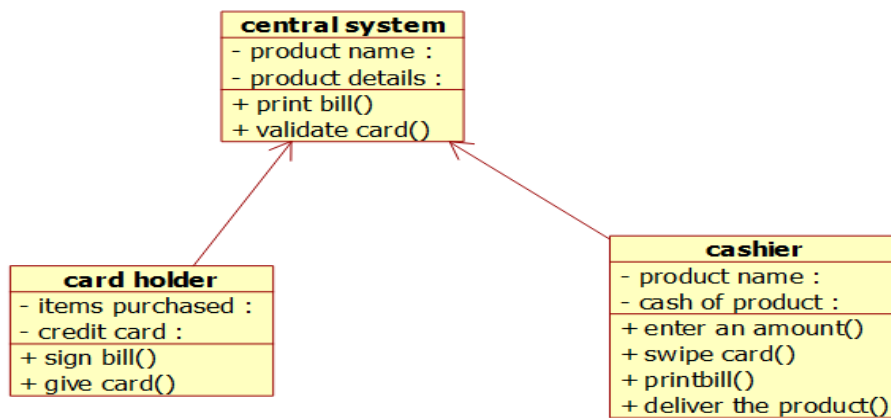 central system
- product name :
- product details :
+ print bill()
+ validate card()
card holder
- items purchased :
- credit card :
+ sign bill()
+ give card()
cashier
- product name :
- cash of product :
+ enter an amount()
+ swipe card()
+ printbill()
+ deliver the product()